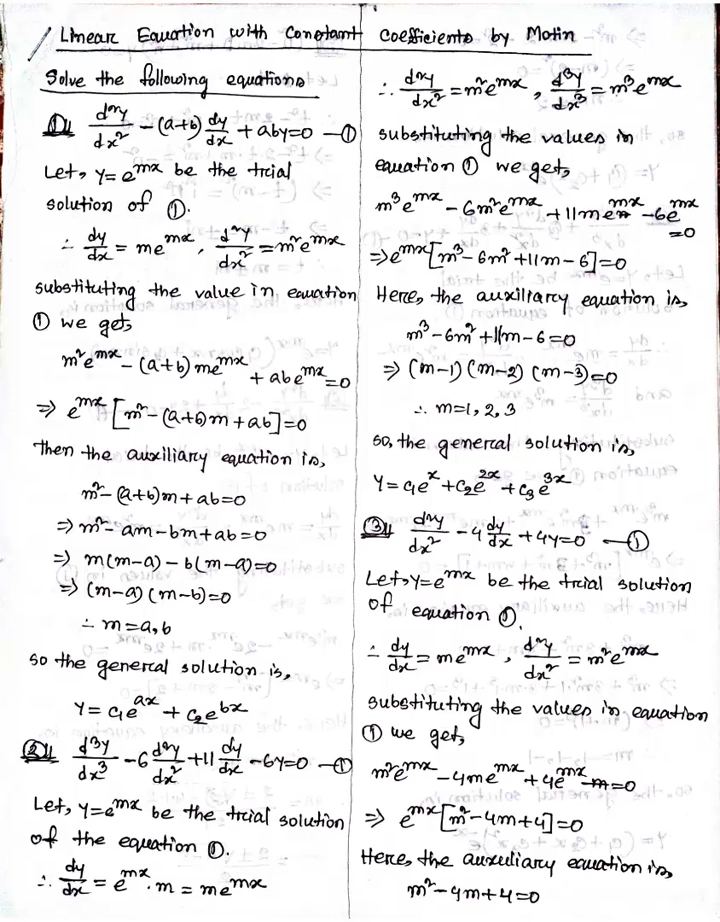 Linear Equation with Constant Coefficients by Motin
Solve the following equations
① d²y/dx² - (a+b) dy/dx + aby = 0 —①
Let, y = e^mx be the trial
solution of ①.
∴ dy/dx = me^mx, d²y/dx² = m²e^mx
substituting the value in equation
① we get,
m²e^mx - (a+b) me^mx
+ abe^mx = 0
⇒ e^mx [m² - (a+b)m + ab] = 0
then the auxiliary equation is,
m² - (a+b)m + ab = 0
⇒ m² - am - bm + ab = 0
⇒ m(m-a) - b(m-a) = 0
⇒ (m-a) (m-b) = 0
∴ m = a, b
so the general solution is,
y = c₁e^ax + c₂e^bx
② d³y/dx³ - 6 d²y/dx² + 11 dy/dx - 6y = 0 —①
Let, y = e^mx be the trial solution
of the equation ①.
∴ dy/dx = e^mx . m = me^mx
∴ d²y/dx² = m²e^mx, d³y/dx³ = m³e^mx
substituting the values in
equation ① we get,
m³e^mx - 6m²e^mx + 11me^mx - 6e^mx
= 0
⇒ e^mx [m³ - 6m² + 11m - 6] = 0
Here, the auxiliary equation is,
m³ - 6m² + 11m - 6 = 0
⇒ (m-1) (m-2) (m-3) = 0
∴ m = 1, 2, 3
so, the general solution is,
y = c₁e^x + c₂e^2x + c₃e^3x
③ d²y/dx² - 4 dy/dx + 4y = 0 —①
Let, y = e^mx be the trial solution
of equation ①.
∴ dy/dx = me^mx, d²y/dx² = m²e^mx
substituting the values in equation
① we get,
m²e^mx - 4me^mx + 4e^mx = 0
⇒ e^mx [m² - 4m + 4] = 0
Here, the auxediary equation is,
m² - 4m + 4 = 0